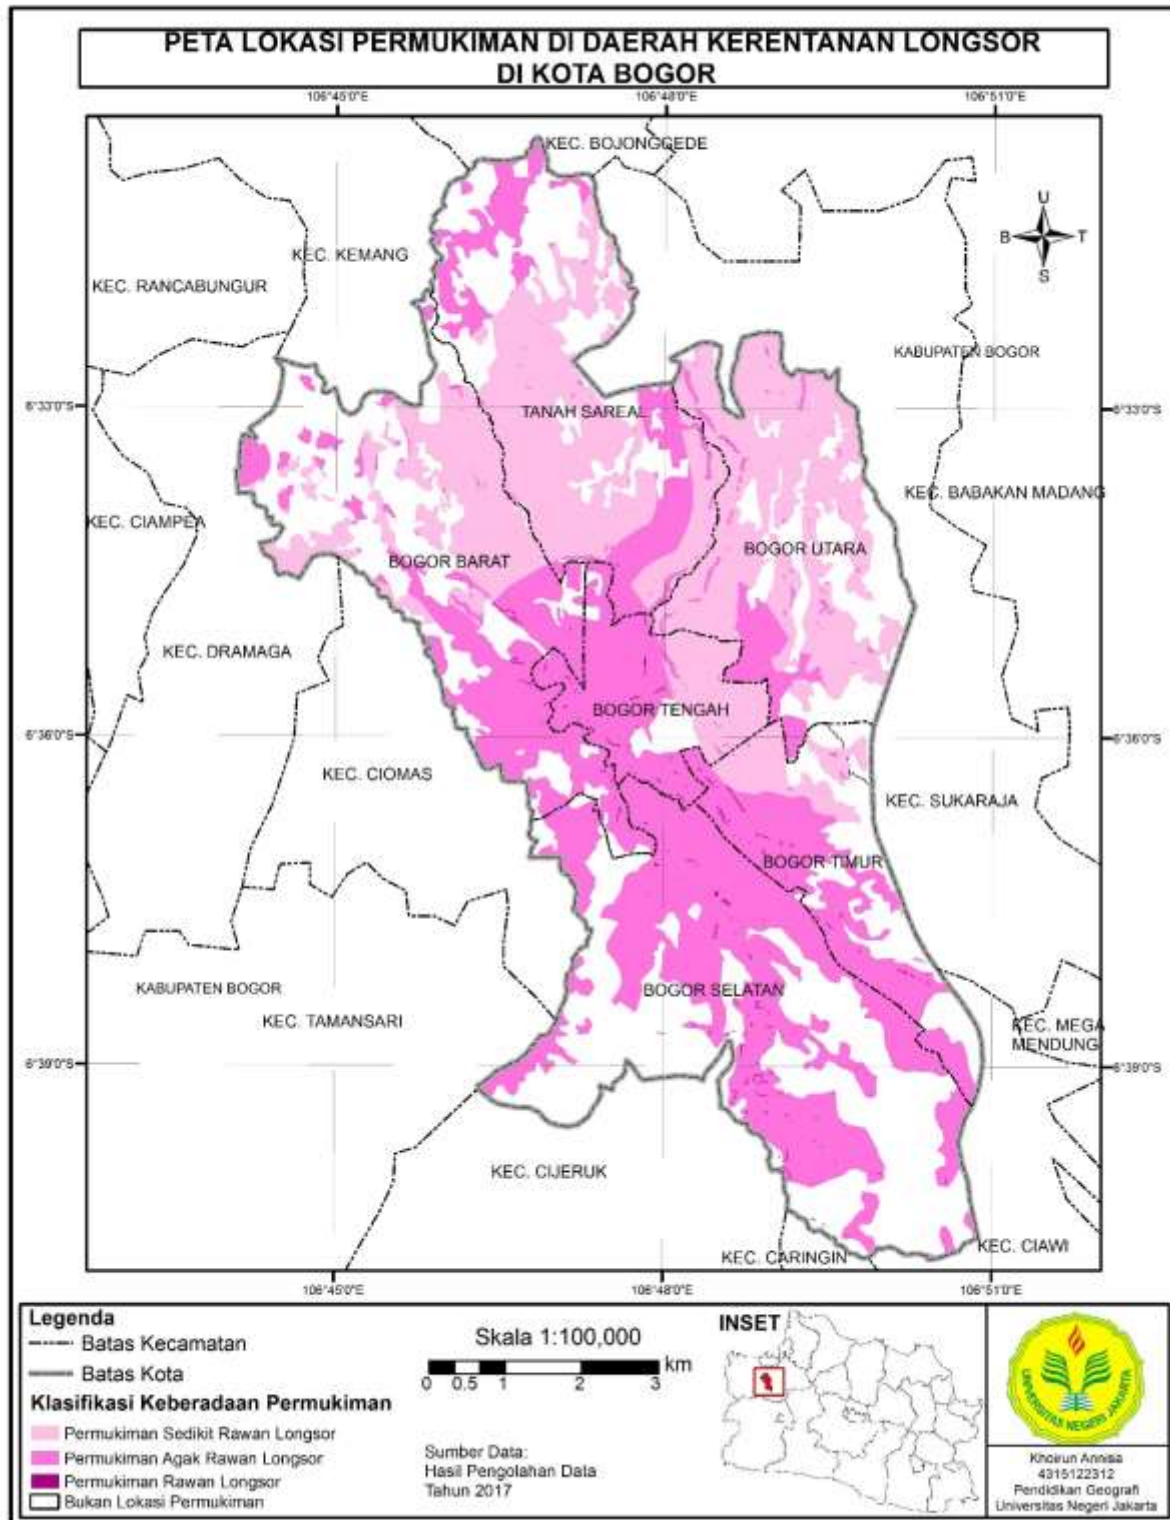 PETA LOKASI PERMUKIMAN DI DAERAH KERENTANAN LONGSOR
DI KOTA BOGOR
106°45'0"E
106°48'0"E
106°51'0"E
KEC. BOJONGGEDE
U
B
T
S
KEC. KEMANG
KEC. RANCABUNGUR
KABUPATEN BOGOR
6°33'0"S
TANAH SAREAL
6°33'0"S
KEC. BABAKAN MADANG
KEC. CIAMPEA
BOGOR BARAT
BOGOR UTARA
KEC. DRAMAGA
BOGOR TENGAH
6°36'0"S
6°36'0"S
KEC. CIOMAS
KEC. SUKARAJA
BOGOR TIMUR
KABUPATEN BOGOR
BOGOR SELATAN
KEC. TAMANSARI
KEC. MEGA
MENDUNG
6°39'0"S
6°39'0"S
KEC. CIJERUK
KEC. CARINGIN
KEC. CIAWI
106°45'0"E
106°48'0"E
106°51'0"E
Legenda
Batas Kecamatan
Batas Kota
Klasifikasi Keberadaan Permukiman
Permukiman Sedikit Rawan Longsor
Permukiman Agak Rawan Longsor
Permukiman Rawan Longsor
Bukan Lokasi Permukiman
Skala 1:100,000
km
0 0.5 1 2 3
Sumber Data:
Hasil Pengolahan Data
Tahun 2017
INSET
UNIVERSITAS NEGERI JAKARTA
Khoirun Annisa
4315122312
Pendidikan Geografi
Universitas Negeri Jakarta